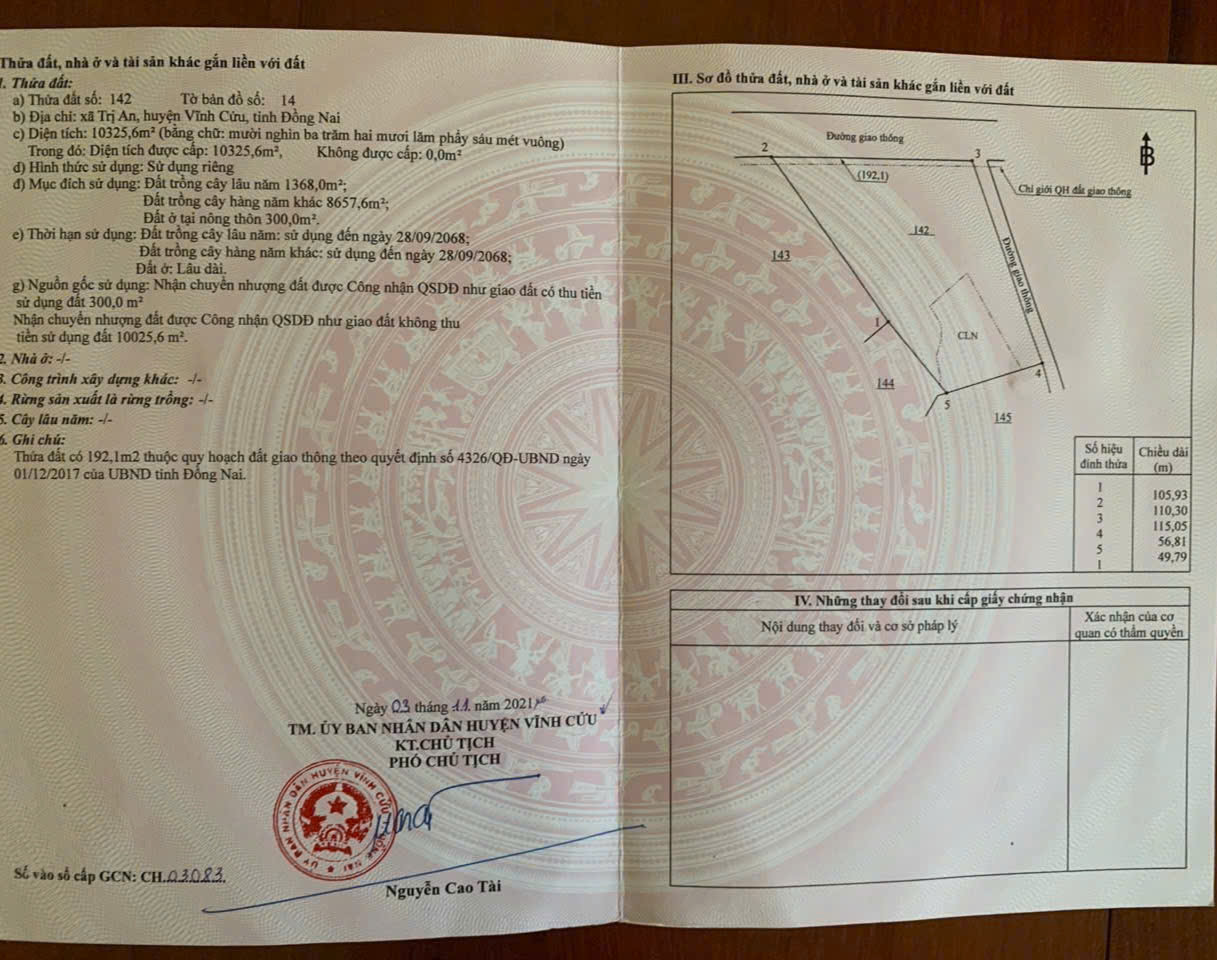 Thửa đất, nhà ở và tài sản khác gắn liền với đất
1. Thửa đất:
a) Thửa đất số: 142 Tờ bản đồ số: 14
b) Địa chỉ: xã Trị An, huyện Vĩnh Cửu, tỉnh Đồng Nai
c) Diện tích: 10325,6m² (bằng chữ: mười nghìn ba trăm hai mươi lăm phẩy sáu mét vuông)
Trong đó: Diện tích được cấp: 10325,6m², Không được cấp: 0,0m²
d) Hình thức sử dụng: Sử dụng riêng
đ) Mục đích sử dụng: Đất trồng cây lâu năm 1368,0m²;
Đất trồng cây hàng năm khác 8657,6m²;
Đất ở tại nông thôn 300,0m².
e) Thời hạn sử dụng: Đất trồng cây lâu năm: sử dụng đến ngày 28/09/2068;
Đất trồng cây hàng năm khác: sử dụng đến ngày 28/09/2068;
Đất ở: Lâu dài.
g) Nguồn gốc sử dụng: Nhận chuyển nhượng đất được Công nhận QSDĐ như giao đất có thu tiền
sử dụng đất 300,0 m²
Nhận chuyển nhượng đất được Công nhận QSDĐ như giao đất không thu
tiền sử dụng đất 10025,6 m².
2. Nhà ở: -/-
3. Công trình xây dựng khác: -/-
4. Rừng sản xuất là rừng trồng: -/-
5. Cây lâu năm: -/-
6. Ghi chú:
Thửa đất có 192,1m2 thuộc quy hoạch đất giao thông theo quyết định số 4326/QĐ-UBND ngày
01/12/2017 của UBND tỉnh Đồng Nai.
Ngày 03 tháng 11 năm 2021
TM. ỦY BAN NHÂN DÂN HUYỆN VĨNH CỬU
KT.CHỦ TỊCH
PHÓ CHỦ TỊCH
ỦY BAN NHÂN DÂN HUYỆN VĨNH CỬU
Nguyễn Cao Tài
Số vào sổ cấp GCN: CH.03083
III. Sơ đồ thửa đất, nhà ở và tài sản khác gắn liền với đất
Đường giao thông
B
2
3
(192,1)
Chỉ giới QH đất giao thông
142
143
Đường giao thông
1
CLN
4
144
5
145
Số hiệu đỉnh thửa Chiều dài (m)
1
105,93
2
110,30
3
115,05
4
56,81
5
49,79
1
IV. Những thay đổi sau khi cấp giấy chứng nhận
Nội dung thay đổi và cơ sở pháp lý
Xác nhận của cơ
quan có thẩm quyền